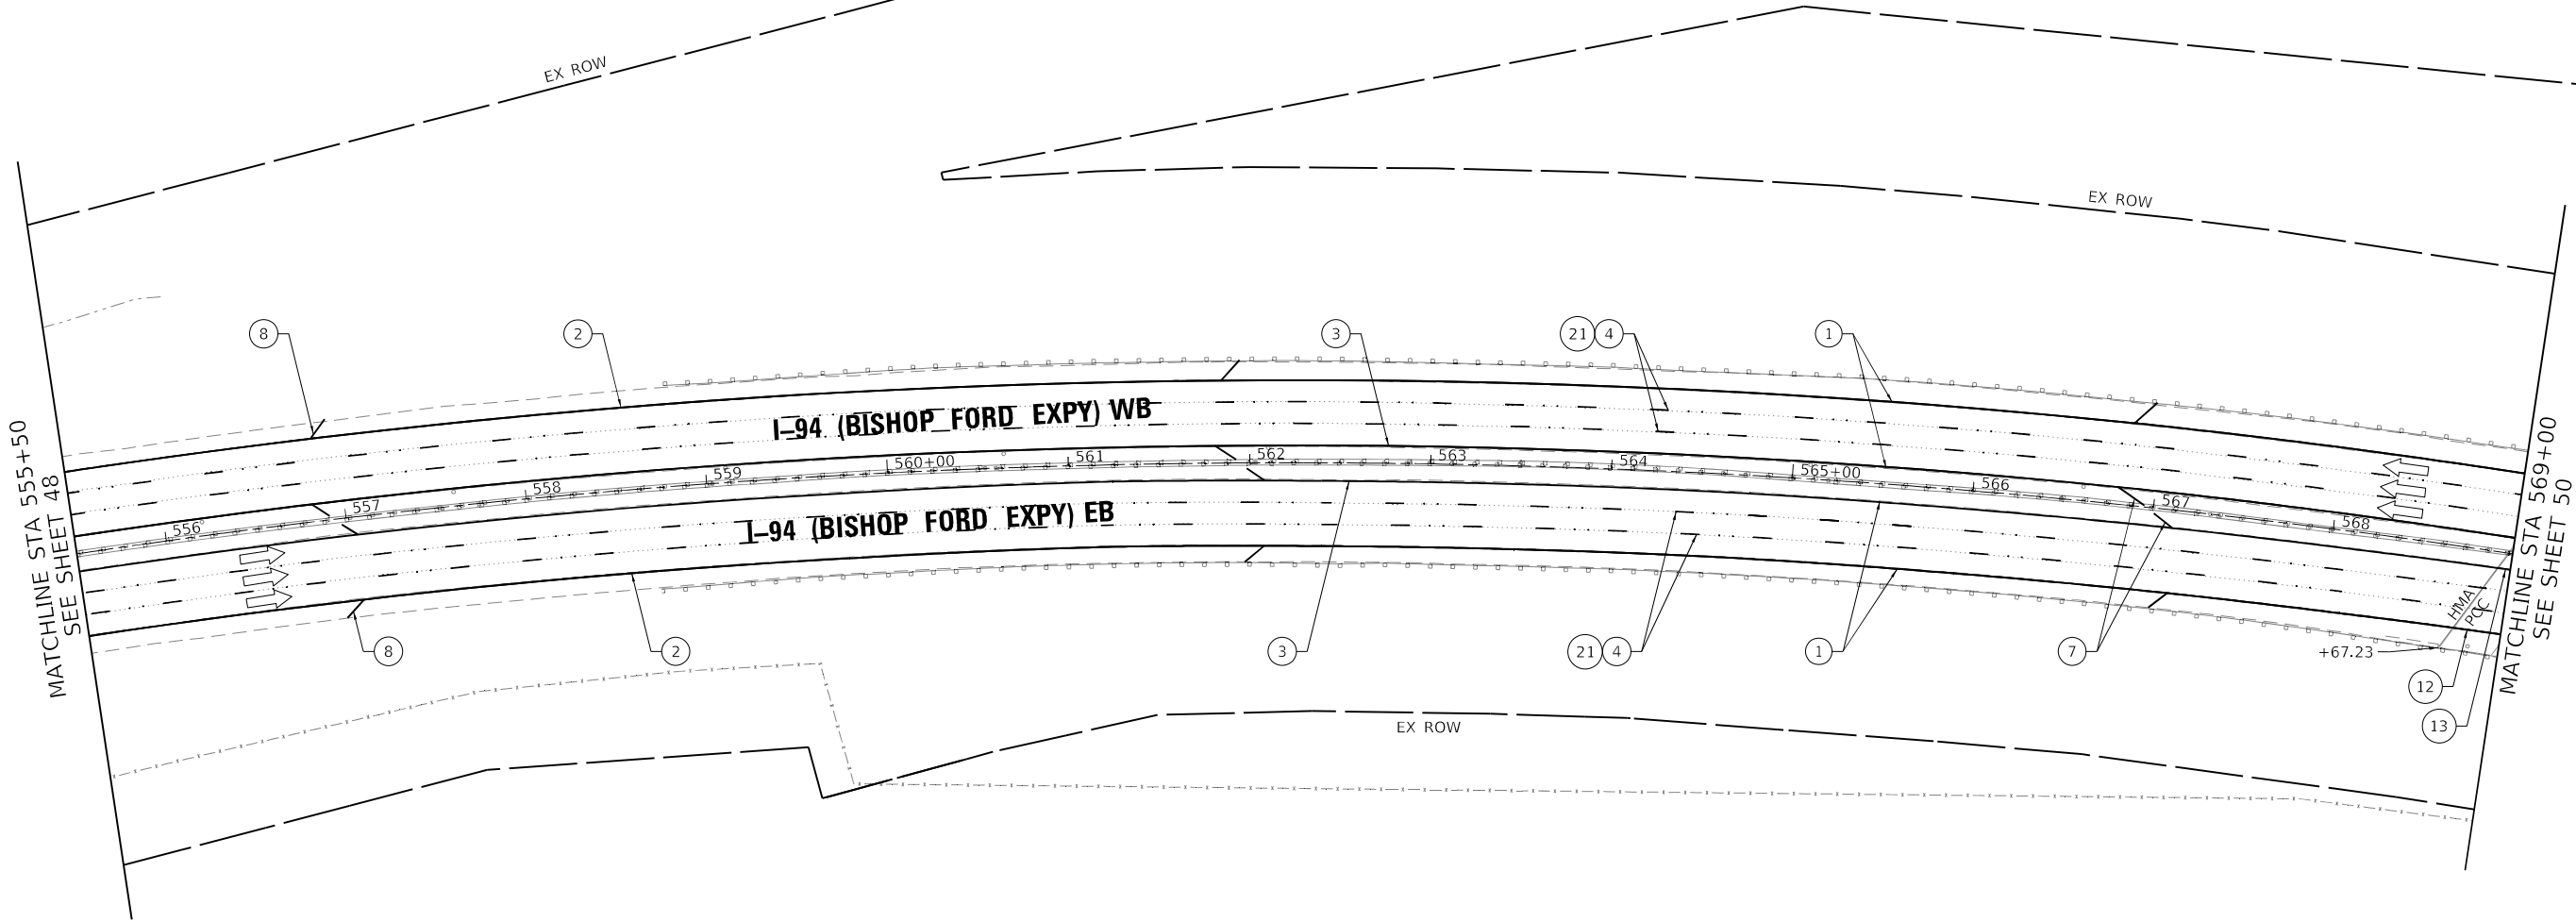 EX ROW
EX ROW
8
2
3
21 4
1
I-94 (BISHOP FORD EXPY) WB
556
557
558
559
560+00
561
562
563
564
565+00
566
567
568
I-94 (BISHOP FORD EXPY) EB
MATCHLINE STA 555+50
SEE SHEET 48
MATCHLINE STA 569+00
SEE SHEET 50
HMA
PCC
8
2
3
21 4
1
7
+67.23
12
13
EX ROW